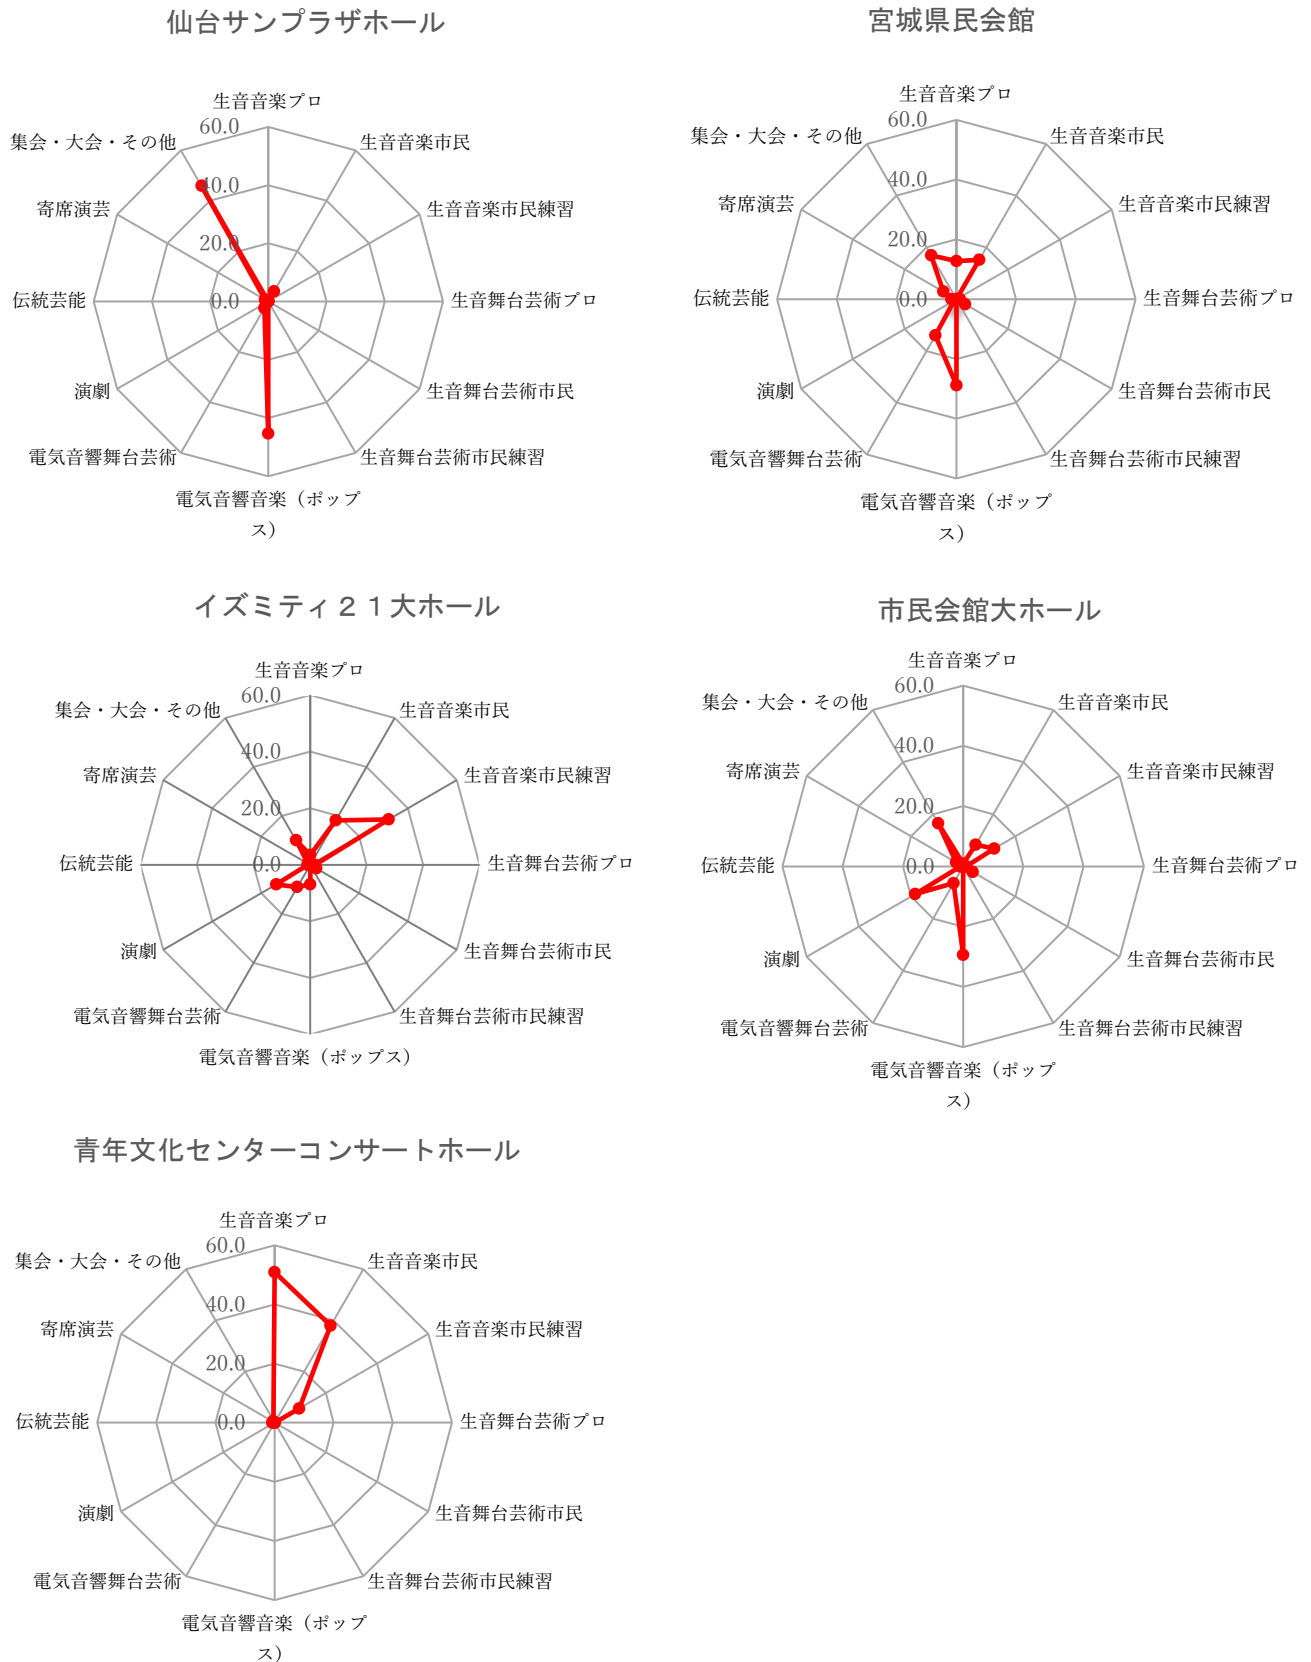 仙台サンプラザホール
生音音楽プロ
60.0
生音音楽市民
集会・大会・その他
40.0
寄席演芸
生音音楽市民練習
20.0
伝統芸能
0.0
生音舞台芸術プロ
演劇
生音舞台芸術市民
電気音響舞台芸術
生音舞台芸術市民練習
電気音響音楽（ポップ
ス）
宮城県民会館
生音音楽プロ
60.0
集会・大会・その他
生音音楽市民
40.0
寄席演芸
生音音楽市民練習
20.0
伝統芸能
0.0
生音舞台芸術プロ
演劇
生音舞台芸術市民
電気音響舞台芸術
生音舞台芸術市民練習
電気音響音楽（ポップ
ス）
イズミティ２１大ホール
生音音楽プロ
60.0
集会・大会・その他
生音音楽市民
40.0
寄席演芸
生音音楽市民練習
20.0
伝統芸能
0.0
生音舞台芸術プロ
演劇
生音舞台芸術市民
電気音響舞台芸術
生音舞台芸術市民練習
電気音響音楽（ポップス）
市民会館大ホール
生音音楽プロ
60.0
集会・大会・その他
生音音楽市民
40.0
寄席演芸
生音音楽市民練習
20.0
伝統芸能
0.0
生音舞台芸術プロ
演劇
生音舞台芸術市民
電気音響舞台芸術
生音舞台芸術市民練習
電気音響音楽（ポップ
ス）
青年文化センターコンサートホール
生音音楽プロ
60.0
集会・大会・その他
生音音楽市民
40.0
寄席演芸
生音音楽市民練習
20.0
伝統芸能
0.0
生音舞台芸術プロ
演劇
生音舞台芸術市民
電気音響舞台芸術
生音舞台芸術市民練習
電気音響音楽（ポップ
ス）